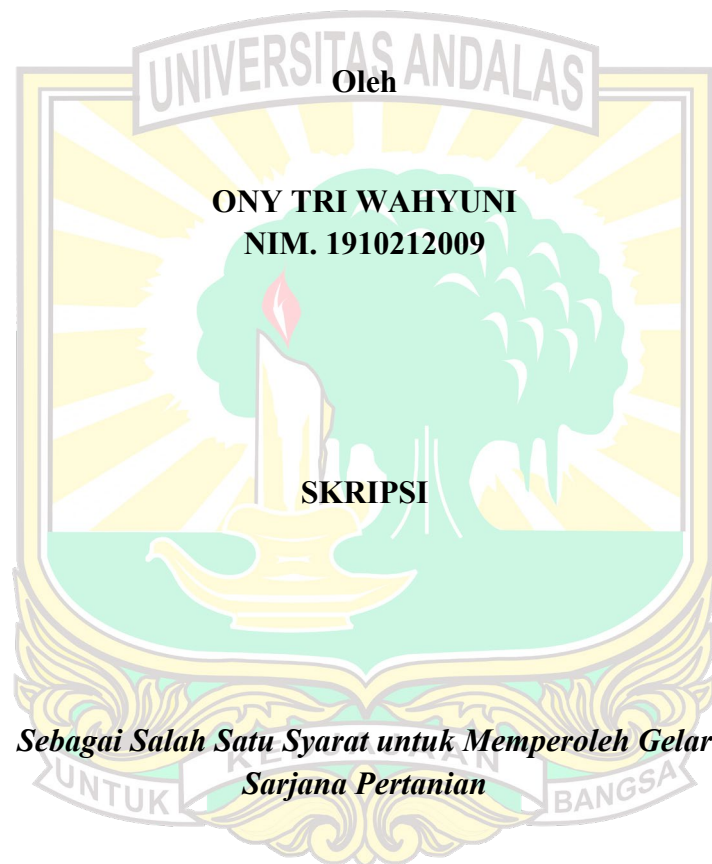 UNIVERSITAS ANDALAS
Oleh
ONY TRI WAHYUNI
NIM. 1910212009
SKRIPSI
Sebagai Salah Satu Syarat untuk Memperoleh Gelar
Sarjana Pertanian
UNTUK
BANGSA